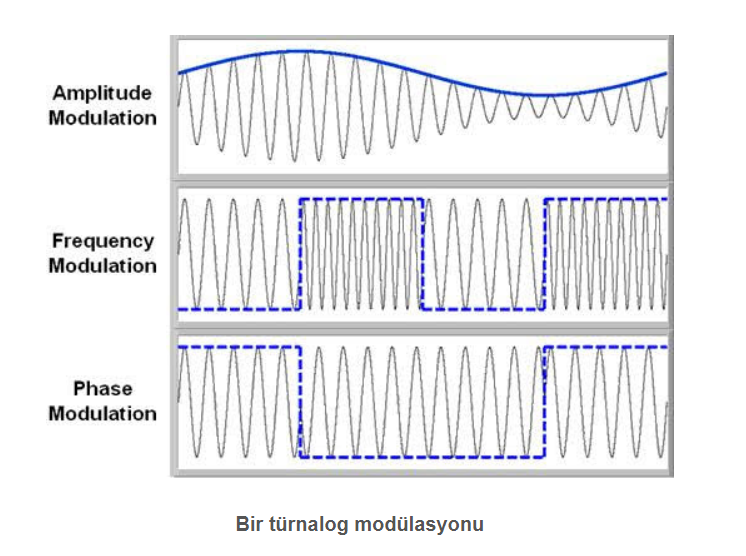 Amplitude
Modulation
Frequency
Modulation
Phase
Modulation
Bir türnalog modülasyonu